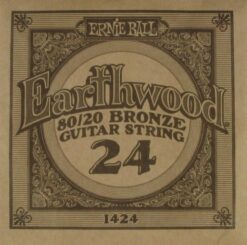 ERNIE BALL
Earthwood
80/20 BRONZE
GUITAR STRING
24
1424